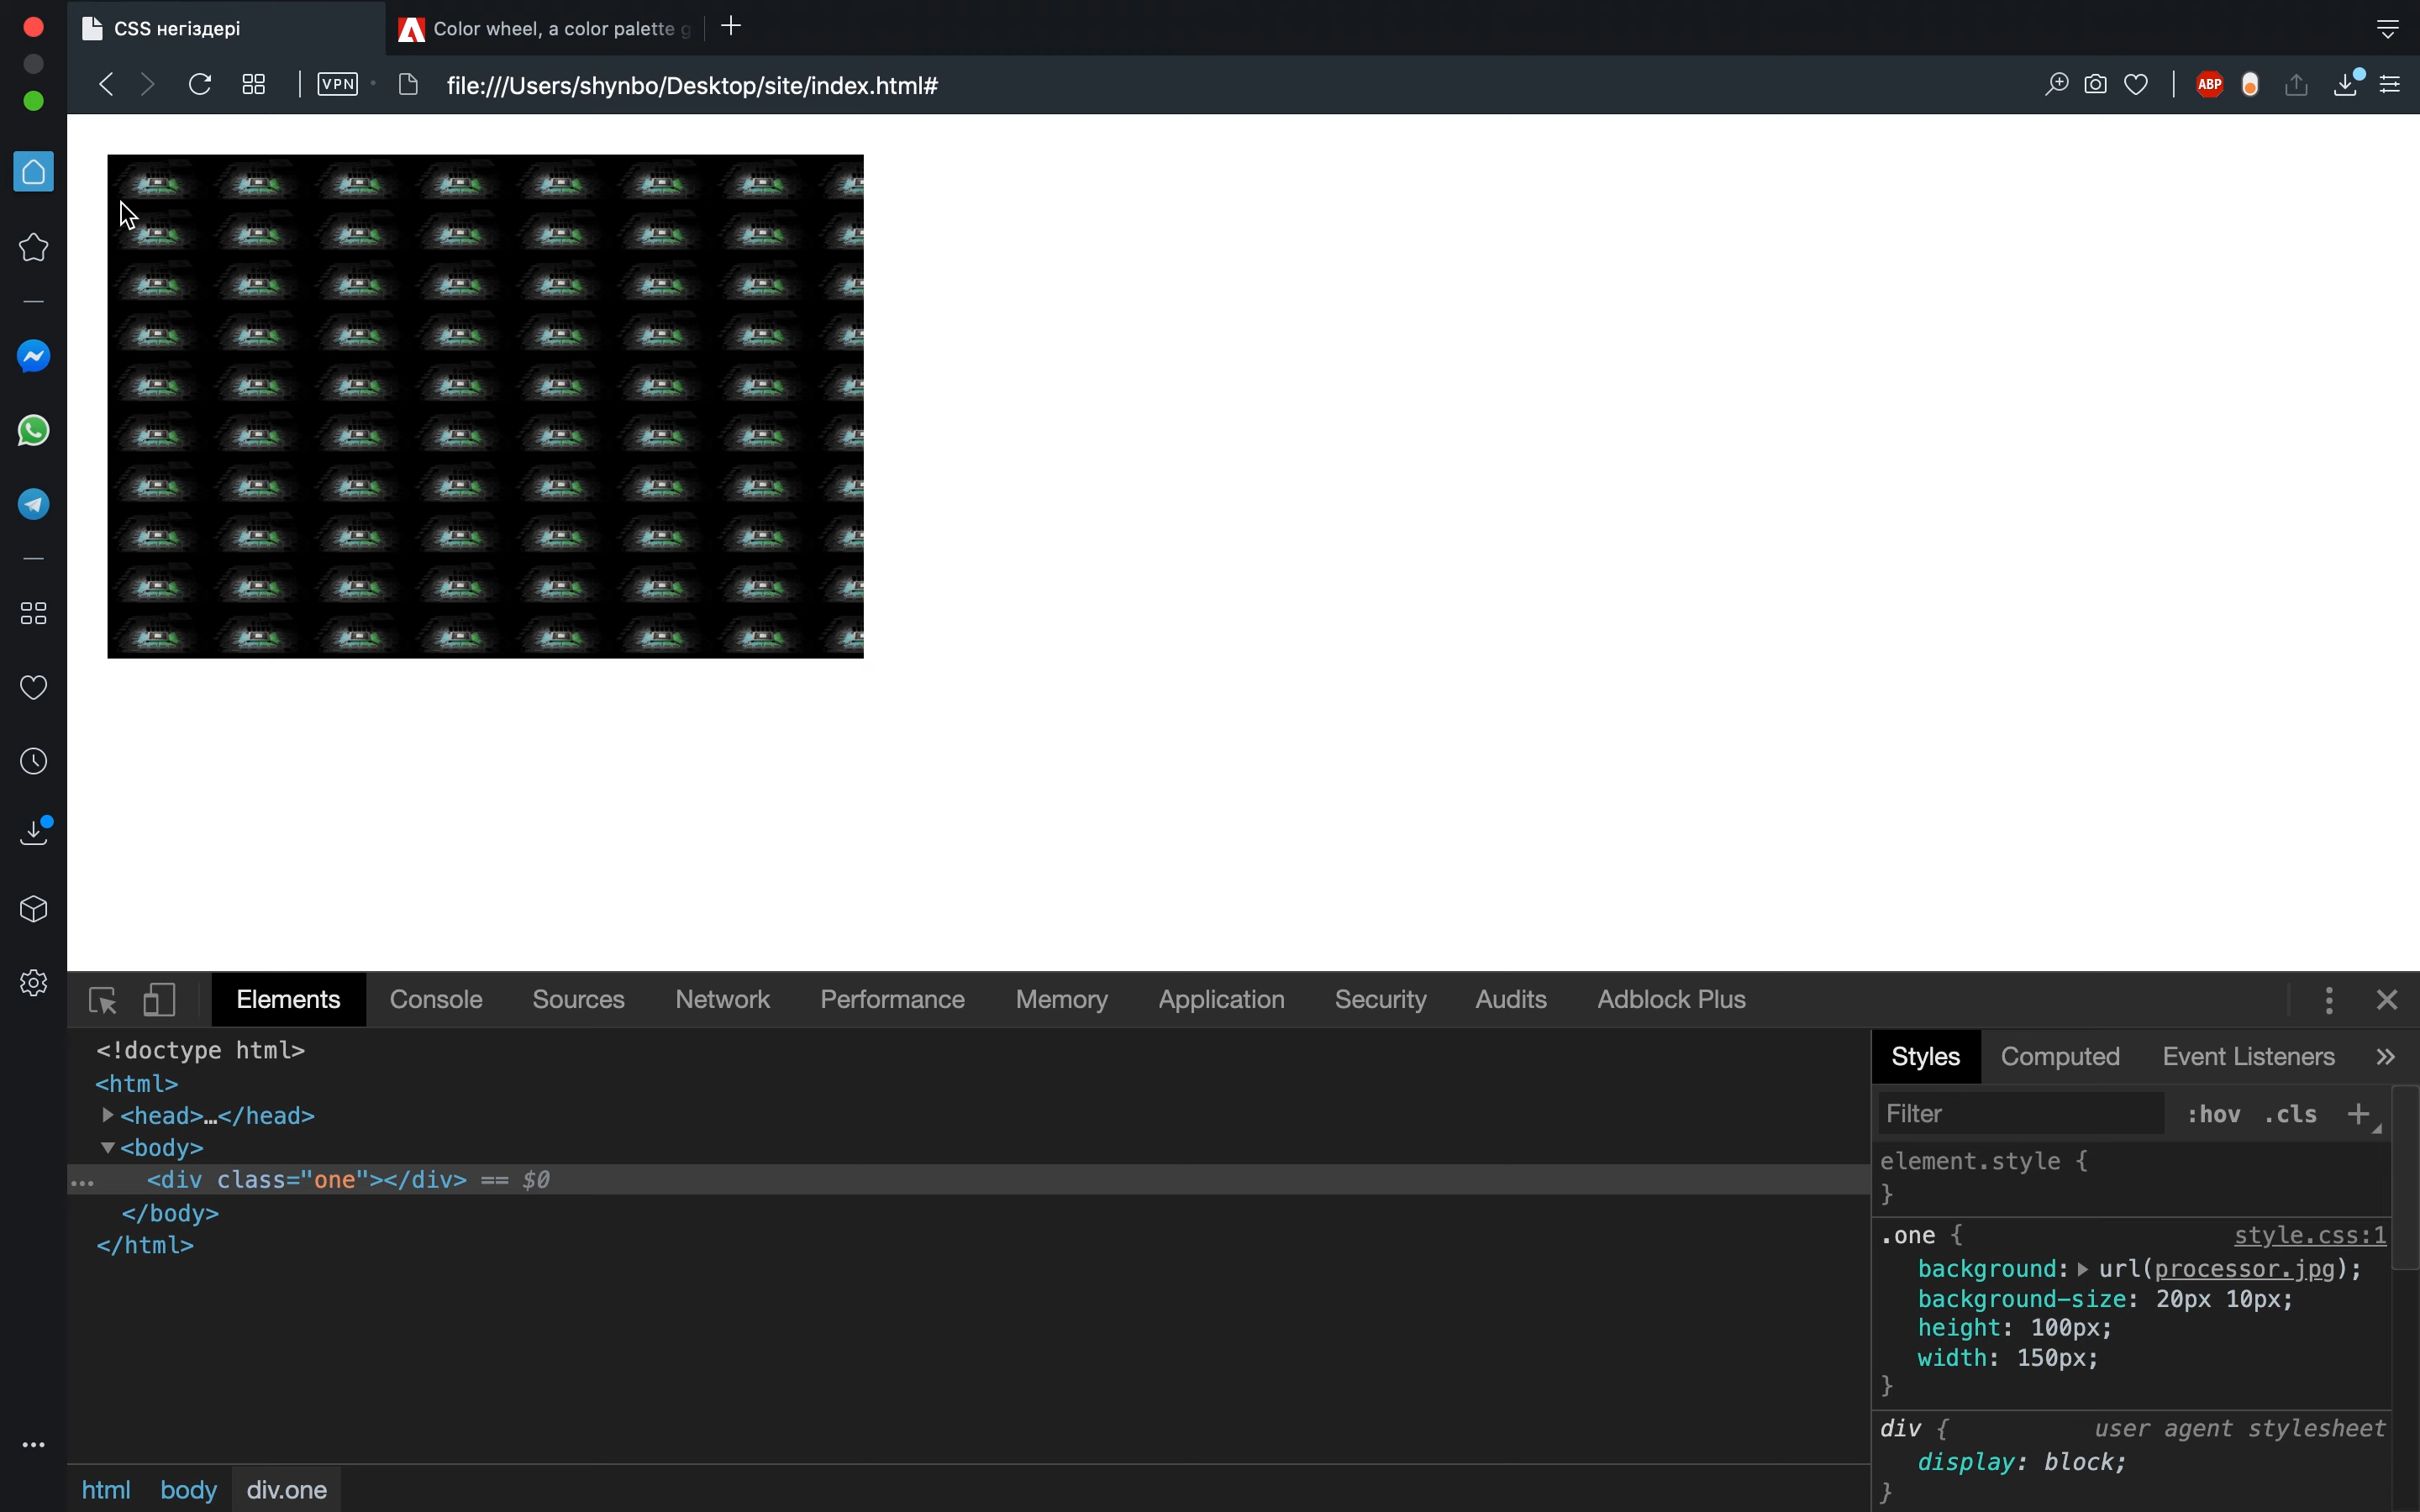 CSS негіздері
Color wheel, a color palette g
VPN
file:///Users/shynbo/Desktop/site/index.html#
ABP
Elements
Console
Sources
Network
Performance
Memory
Application
Security
Audits
Adblock Plus
<!doctype html>
<html>
<head>…</head>
<body>
… <div class="one"></div> == $0
</body>
</html>
html body div.one
Styles
Computed
Event Listeners
»
Filter
:hov .cls +
element.style {
}
.one { style.css:1
background: url(processor.jpg);
background-size: 20px 10px;
height: 100px;
width: 150px;
}
div { user agent stylesheet
display: block;
}